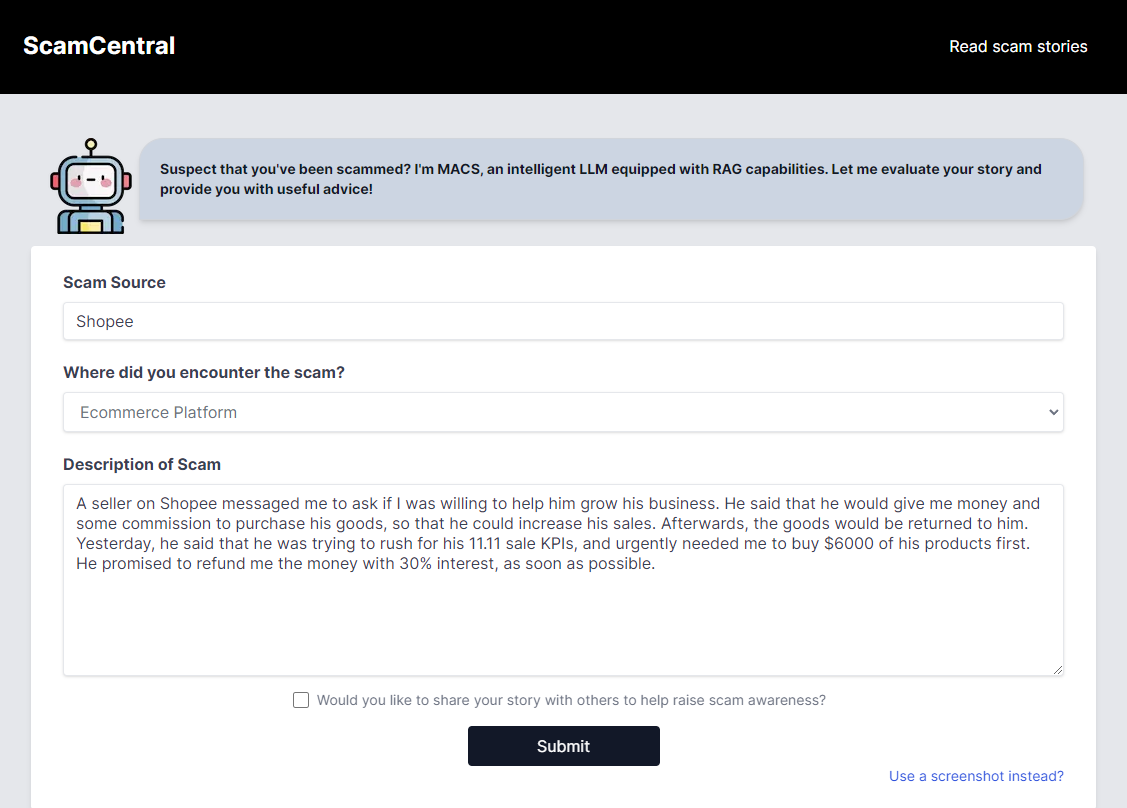 ScamCentral
Read scam stories
Suspect that you've been scammed? I'm MACS, an intelligent LLM equipped with RAG capabilities. Let me evaluate your story and
provide you with useful advice!
Scam Source
Shopee
Where did you encounter the scam?
Ecommerce Platform
Description of Scam
A seller on Shopee messaged me to ask if I was willing to help him grow his business. He said that he would give me money and
some commission to purchase his goods, so that he could increase his sales. Afterwards, the goods would be returned to him.
Yesterday, he said that he was trying to rush for his 11.11 sale KPIs, and urgently needed me to buy $6000 of his products first.
He promised to refund me the money with 30% interest, as soon as possible.
Would you like to share your story with others to help raise scam awareness?
Submit
Use a screenshot instead?